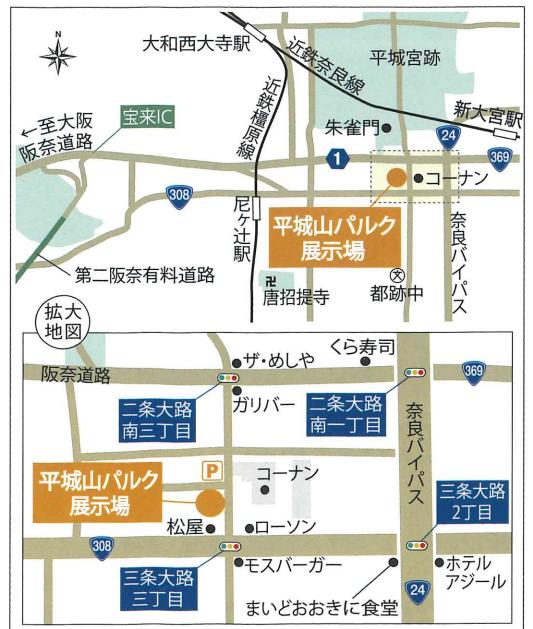 N
大和西大寺駅
近鉄奈良線
平城宮跡
近鉄橿原線
新大宮駅
宝来IC
←至大阪
阪奈道路
朱雀門
24
1
369
コーナン
308
平城山パルク
展示場
尼ヶ辻駅
奈良バイパス
第二阪奈有料道路
卍
唐招提寺
文
都跡中
拡大
地図
ザ・めしや
くら寿司
阪奈道路
369
二条大路
南三丁目
ガリバー
二条大路
南一丁目
奈良バイパス
P
平城山パルク
展示場
コーナン
三条大路
2丁目
松屋
ローソン
308
三条大路
三丁目
モスバーガー
ホテル
アジール
まいどおおきに食堂
24